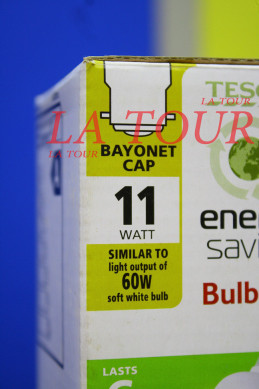 TESC
LA TOUR
LA TOUR
LA TOUR
BAYONET
CAP
11
WATT
SIMILAR TO
light output of
60W
soft white bulb
ener
savi
Bulb
LASTS